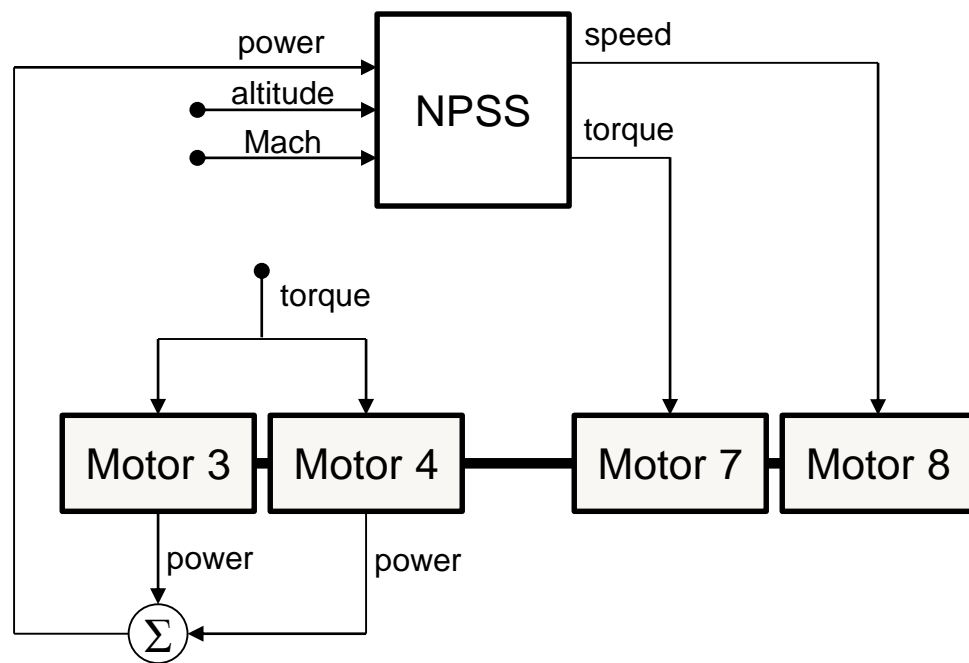 power
speed
altitude
NPSS
Mach
torque
torque
Motor 3
Motor 4
Motor 7
Motor 8
power
power
Σ